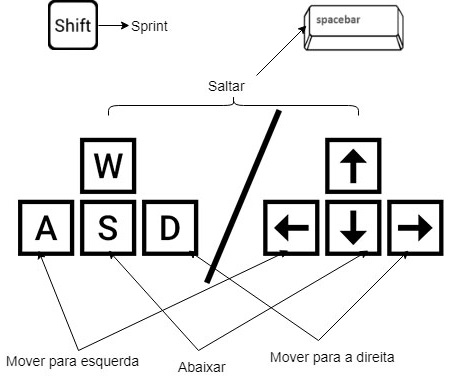 Shift
Sprint
spacebar
Saltar
W
A S D
Mover para esquerda
Abaixar
Mover para a direita